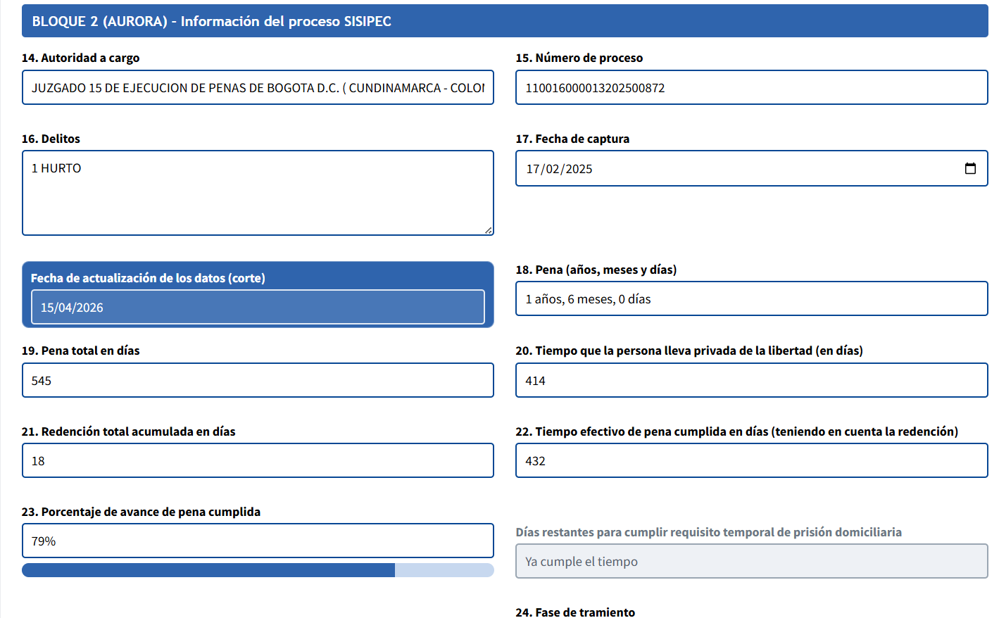 BLOQUE 2 (AURORA) - Información del proceso SISIPEC
14. Autoridad a cargo
JUZGADO 15 DE EJECUCION DE PENAS DE BOGOTA D.C. ( CUNDINAMARCA - COLO
15. Número de proceso
110016000013202500872
16. Delitos
1 HURTO
17. Fecha de captura
17/02/2025
Fecha de actualización de los datos (corte)
15/04/2026
18. Pena (años, meses y días)
1 años, 6 meses, 0 días
19. Pena total en días
545
20. Tiempo que la persona lleva privada de la libertad (en días)
414
21. Redención total acumulada en días
18
22. Tiempo efectivo de pena cumplida en días (teniendo en cuenta la redención)
432
23. Porcentaje de avance de pena cumplida
79%
Días restantes para cumplir requisito temporal de prisión domiciliaria
Ya cumple el tiempo
24. Fase de tramiento